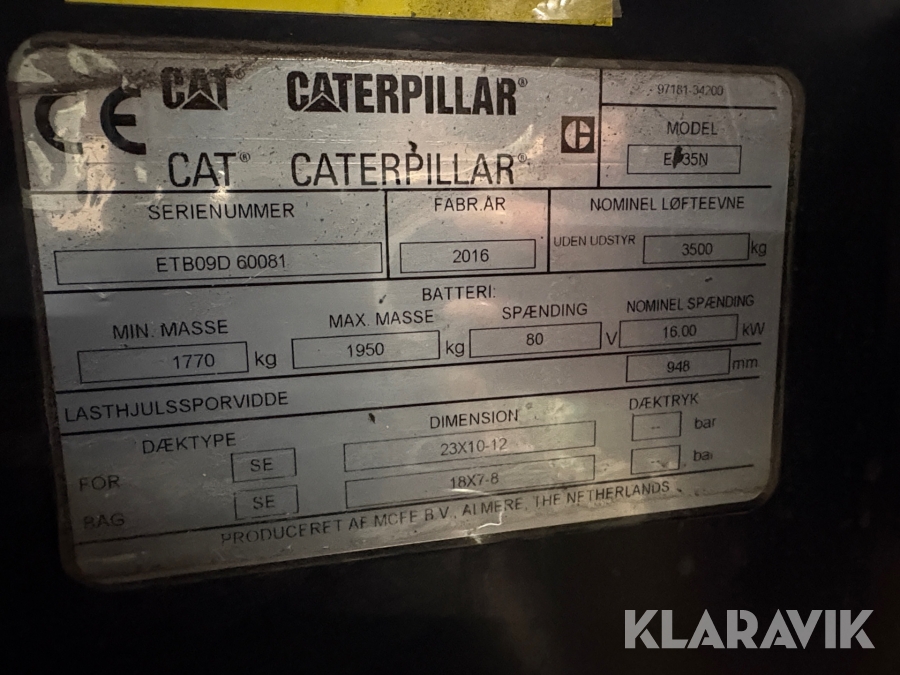 CE CAT® CATERPILLAR®
CAT® CATERPILLAR®
97181-34200
MODEL
SERIENUMMER
ETB09D 60081
FABR.ÅR
2016
NOMINEL LØFTEEVNE
UDEN UDSTYR 3500 kg
BATTERI:
MIN. MASSE MAX. MASSE SPÆNDING NOMINEL SPÆNDING
1770 kg 1950 kg 80 V 16.00 kW
LASTHJULSSPORVIDDE 948 mm
DÆKTYPE DIMENSION DÆKTRYK
FOR SE 23X10-12 -- bar
BAG SE 18X7-8 -- bar
PRODUCERET AF MCFE B.V., ALMERE, THE NETHERLANDS
KLARAVIK